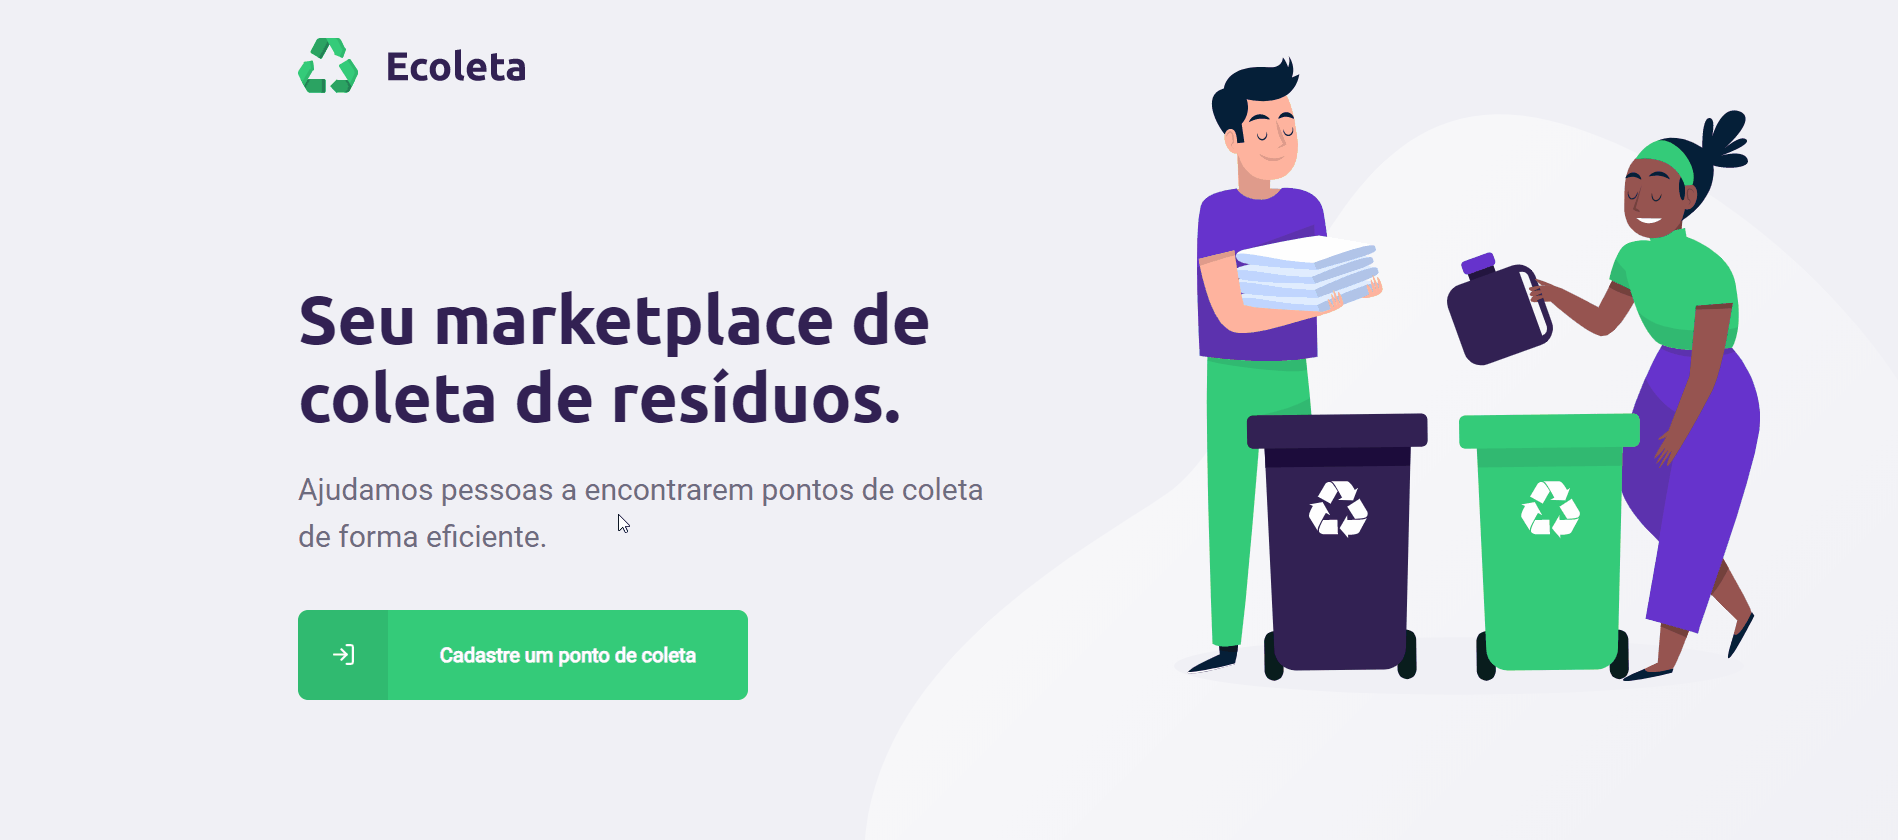 Ecoleta
Seu marketplace de
coleta de resíduos.
Ajudamos pessoas a encontrarem pontos de coleta
de forma eficiente.
Cadastre um ponto de coleta